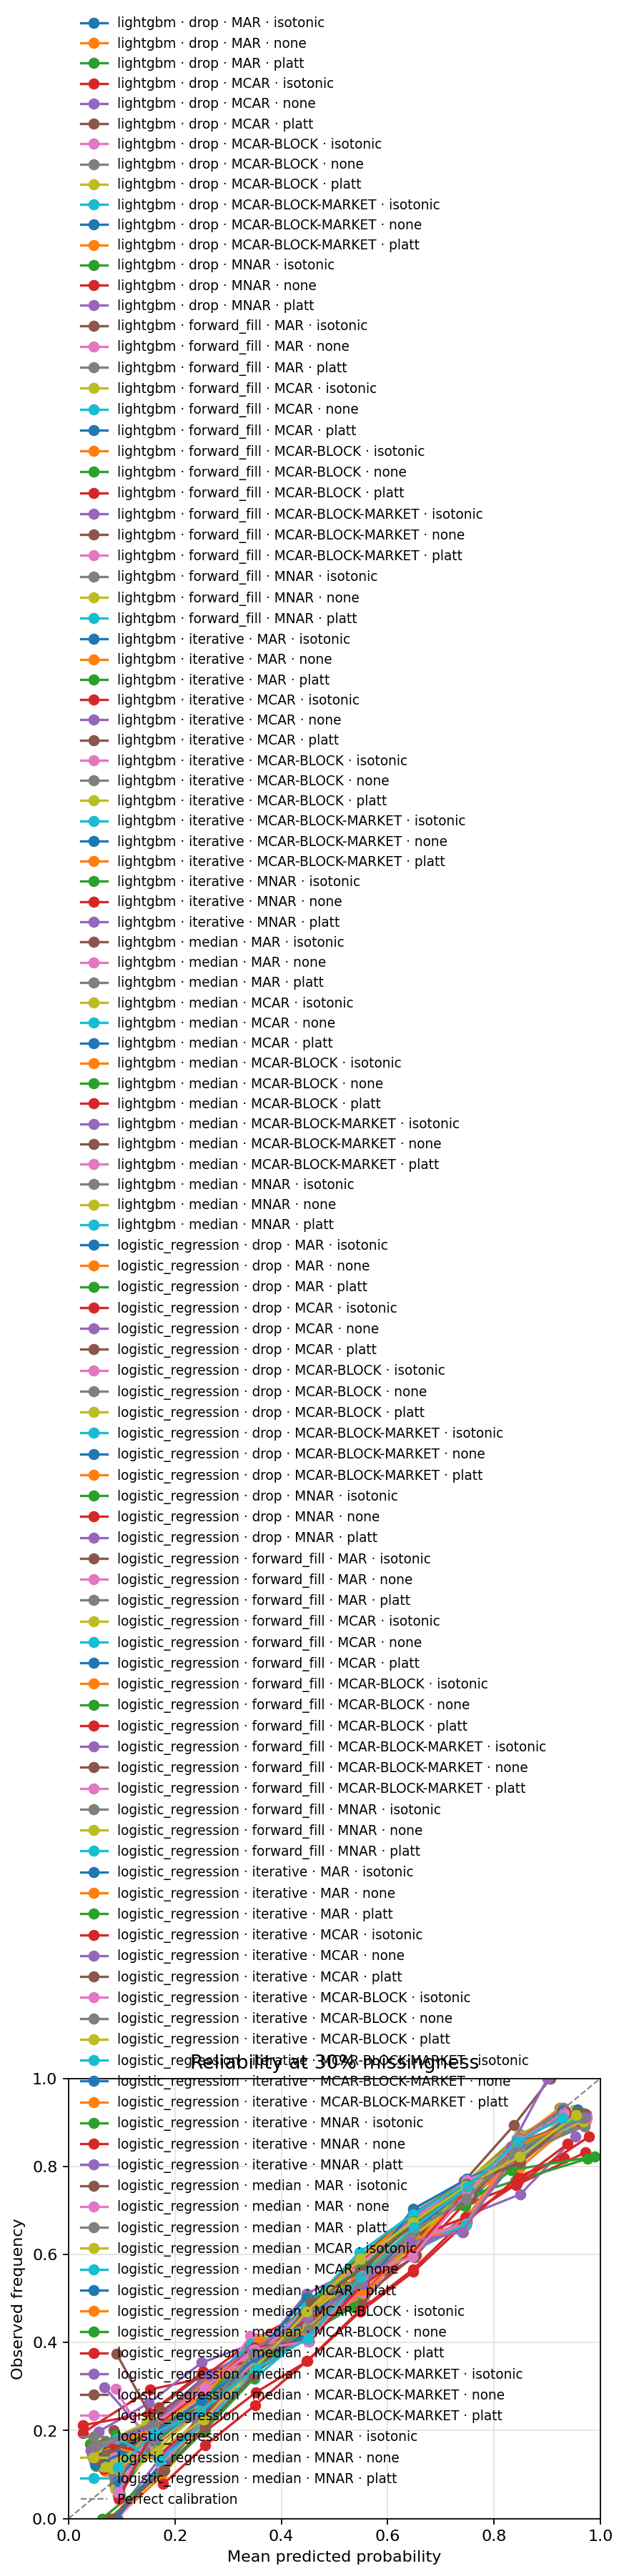 lightgbm · drop · MAR · isotonic
lightgbm · drop · MAR · none
lightgbm · drop · MAR · platt
lightgbm · drop · MCAR · isotonic
lightgbm · drop · MCAR · none
lightgbm · drop · MCAR · platt
lightgbm · drop · MCAR-BLOCK · isotonic
lightgbm · drop · MCAR-BLOCK · none
lightgbm · drop · MCAR-BLOCK · platt
lightgbm · drop · MCAR-BLOCK-MARKET · isotonic
lightgbm · drop · MCAR-BLOCK-MARKET · none
lightgbm · drop · MCAR-BLOCK-MARKET · platt
lightgbm · drop · MNAR · isotonic
lightgbm · drop · MNAR · none
lightgbm · drop · MNAR · platt
lightgbm · forward_fill · MAR · isotonic
lightgbm · forward_fill · MAR · none
lightgbm · forward_fill · MAR · platt
lightgbm · forward_fill · MCAR · isotonic
lightgbm · forward_fill · MCAR · none
lightgbm · forward_fill · MCAR · platt
lightgbm · forward_fill · MCAR-BLOCK · isotonic
lightgbm · forward_fill · MCAR-BLOCK · none
lightgbm · forward_fill · MCAR-BLOCK · platt
lightgbm · forward_fill · MCAR-BLOCK-MARKET · isotonic
lightgbm · forward_fill · MCAR-BLOCK-MARKET · none
lightgbm · forward_fill · MCAR-BLOCK-MARKET · platt
lightgbm · forward_fill · MNAR · isotonic
lightgbm · forward_fill · MNAR · none
lightgbm · forward_fill · MNAR · platt
lightgbm · iterative · MAR · isotonic
lightgbm · iterative · MAR · none
lightgbm · iterative · MAR · platt
lightgbm · iterative · MCAR · isotonic
lightgbm · iterative · MCAR · none
lightgbm · iterative · MCAR · platt
lightgbm · iterative · MCAR-BLOCK · isotonic
lightgbm · iterative · MCAR-BLOCK · none
lightgbm · iterative · MCAR-BLOCK · platt
lightgbm · iterative · MCAR-BLOCK-MARKET · isotonic
lightgbm · iterative · MCAR-BLOCK-MARKET · none
lightgbm · iterative · MCAR-BLOCK-MARKET · platt
lightgbm · iterative · MNAR · isotonic
lightgbm · iterative · MNAR · none
lightgbm · iterative · MNAR · platt
lightgbm · median · MAR · isotonic
lightgbm · median · MAR · none
lightgbm · median · MAR · platt
lightgbm · median · MCAR · isotonic
lightgbm · median · MCAR · none
lightgbm · median · MCAR · platt
lightgbm · median · MCAR-BLOCK · isotonic
lightgbm · median · MCAR-BLOCK · none
lightgbm · median · MCAR-BLOCK · platt
lightgbm · median · MCAR-BLOCK-MARKET · isotonic
lightgbm · median · MCAR-BLOCK-MARKET · none
lightgbm · median · MCAR-BLOCK-MARKET · platt
lightgbm · median · MNAR · isotonic
lightgbm · median · MNAR · none
lightgbm · median · MNAR · platt
logistic_regression · drop · MAR · isotonic
logistic_regression · drop · MAR · none
logistic_regression · drop · MAR · platt
logistic_regression · drop · MCAR · isotonic
logistic_regression · drop · MCAR · none
logistic_regression · drop · MCAR · platt
logistic_regression · drop · MCAR-BLOCK · isotonic
logistic_regression · drop · MCAR-BLOCK · none
logistic_regression · drop · MCAR-BLOCK · platt
logistic_regression · drop · MCAR-BLOCK-MARKET · isotonic
logistic_regression · drop · MCAR-BLOCK-MARKET · none
logistic_regression · drop · MCAR-BLOCK-MARKET · platt
logistic_regression · drop · MNAR · isotonic
logistic_regression · drop · MNAR · none
logistic_regression · drop · MNAR · platt
logistic_regression · forward_fill · MAR · isotonic
logistic_regression · forward_fill · MAR · none
logistic_regression · forward_fill · MAR · platt
logistic_regression · forward_fill · MCAR · isotonic
logistic_regression · forward_fill · MCAR · none
logistic_regression · forward_fill · MCAR · platt
logistic_regression · forward_fill · MCAR-BLOCK · isotonic
logistic_regression · forward_fill · MCAR-BLOCK · none
logistic_regression · forward_fill · MCAR-BLOCK · platt
logistic_regression · forward_fill · MCAR-BLOCK-MARKET · isotonic
logistic_regression · forward_fill · MCAR-BLOCK-MARKET · none
logistic_regression · forward_fill · MCAR-BLOCK-MARKET · platt
logistic_regression · forward_fill · MNAR · isotonic
logistic_regression · forward_fill · MNAR · none
logistic_regression · forward_fill · MNAR · platt
logistic_regression · iterative · MAR · isotonic
logistic_regression · iterative · MAR · none
logistic_regression · iterative · MAR · platt
logistic_regression · iterative · MCAR · isotonic
logistic_regression · iterative · MCAR · none
logistic_regression · iterative · MCAR · platt
logistic_regression · iterative · MCAR-BLOCK · isotonic
logistic_regression · iterative · MCAR-BLOCK · none
logistic_regression · iterative · MCAR-BLOCK · platt
logistic_regression · iterative · MCAR-BLOCK-MARKET · isotonic
Reliability at 30% missingness
logistic_regression · iterative · MCAR-BLOCK-MARKET · none
logistic_regression · iterative · MCAR-BLOCK-MARKET · platt
logistic_regression · iterative · MNAR · isotonic
logistic_regression · iterative · MNAR · none
logistic_regression · iterative · MNAR · platt
logistic_regression · median · MAR · isotonic
logistic_regression · median · MAR · none
logistic_regression · median · MAR · platt
logistic_regression · median · MCAR · isotonic
logistic_regression · median · MCAR · none
logistic_regression · median · MCAR · platt
logistic_regression · median · MCAR-BLOCK · isotonic
logistic_regression · median · MCAR-BLOCK · none
logistic_regression · median · MCAR-BLOCK · platt
logistic_regression · median · MCAR-BLOCK-MARKET · isotonic
logistic_regression · median · MCAR-BLOCK-MARKET · none
logistic_regression · median · MCAR-BLOCK-MARKET · platt
logistic_regression · median · MNAR · isotonic
logistic_regression · median · MNAR · none
logistic_regression · median · MNAR · platt
Perfect calibration
Observed frequency
1.0
0.8
0.6
0.4
0.2
0.0
0.0 0.2 0.4 0.6 0.8 1.0
Mean predicted probability